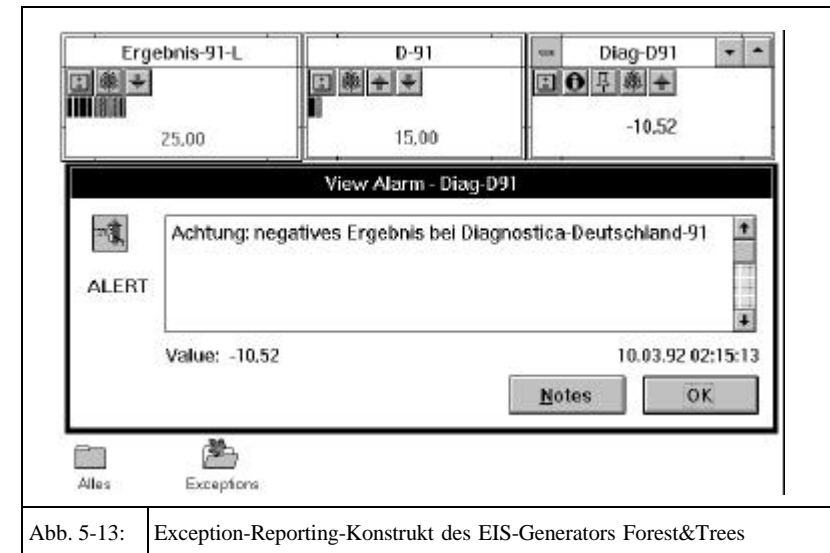 Ergebnis-91-L D-91 Diag-D91
25,00 15,00 -10,52
View Alarm - Diag-D91
Achtung: negatives Ergebnis bei Diagnostica-Deutschland-91
ALERT
Value: -10,52 10.03.92 02:15:13
Notes OK
Alles Exceptions
Abb. 5-13: Exception-Reporting-Konstrukt des EIS-Generators Forest&Trees